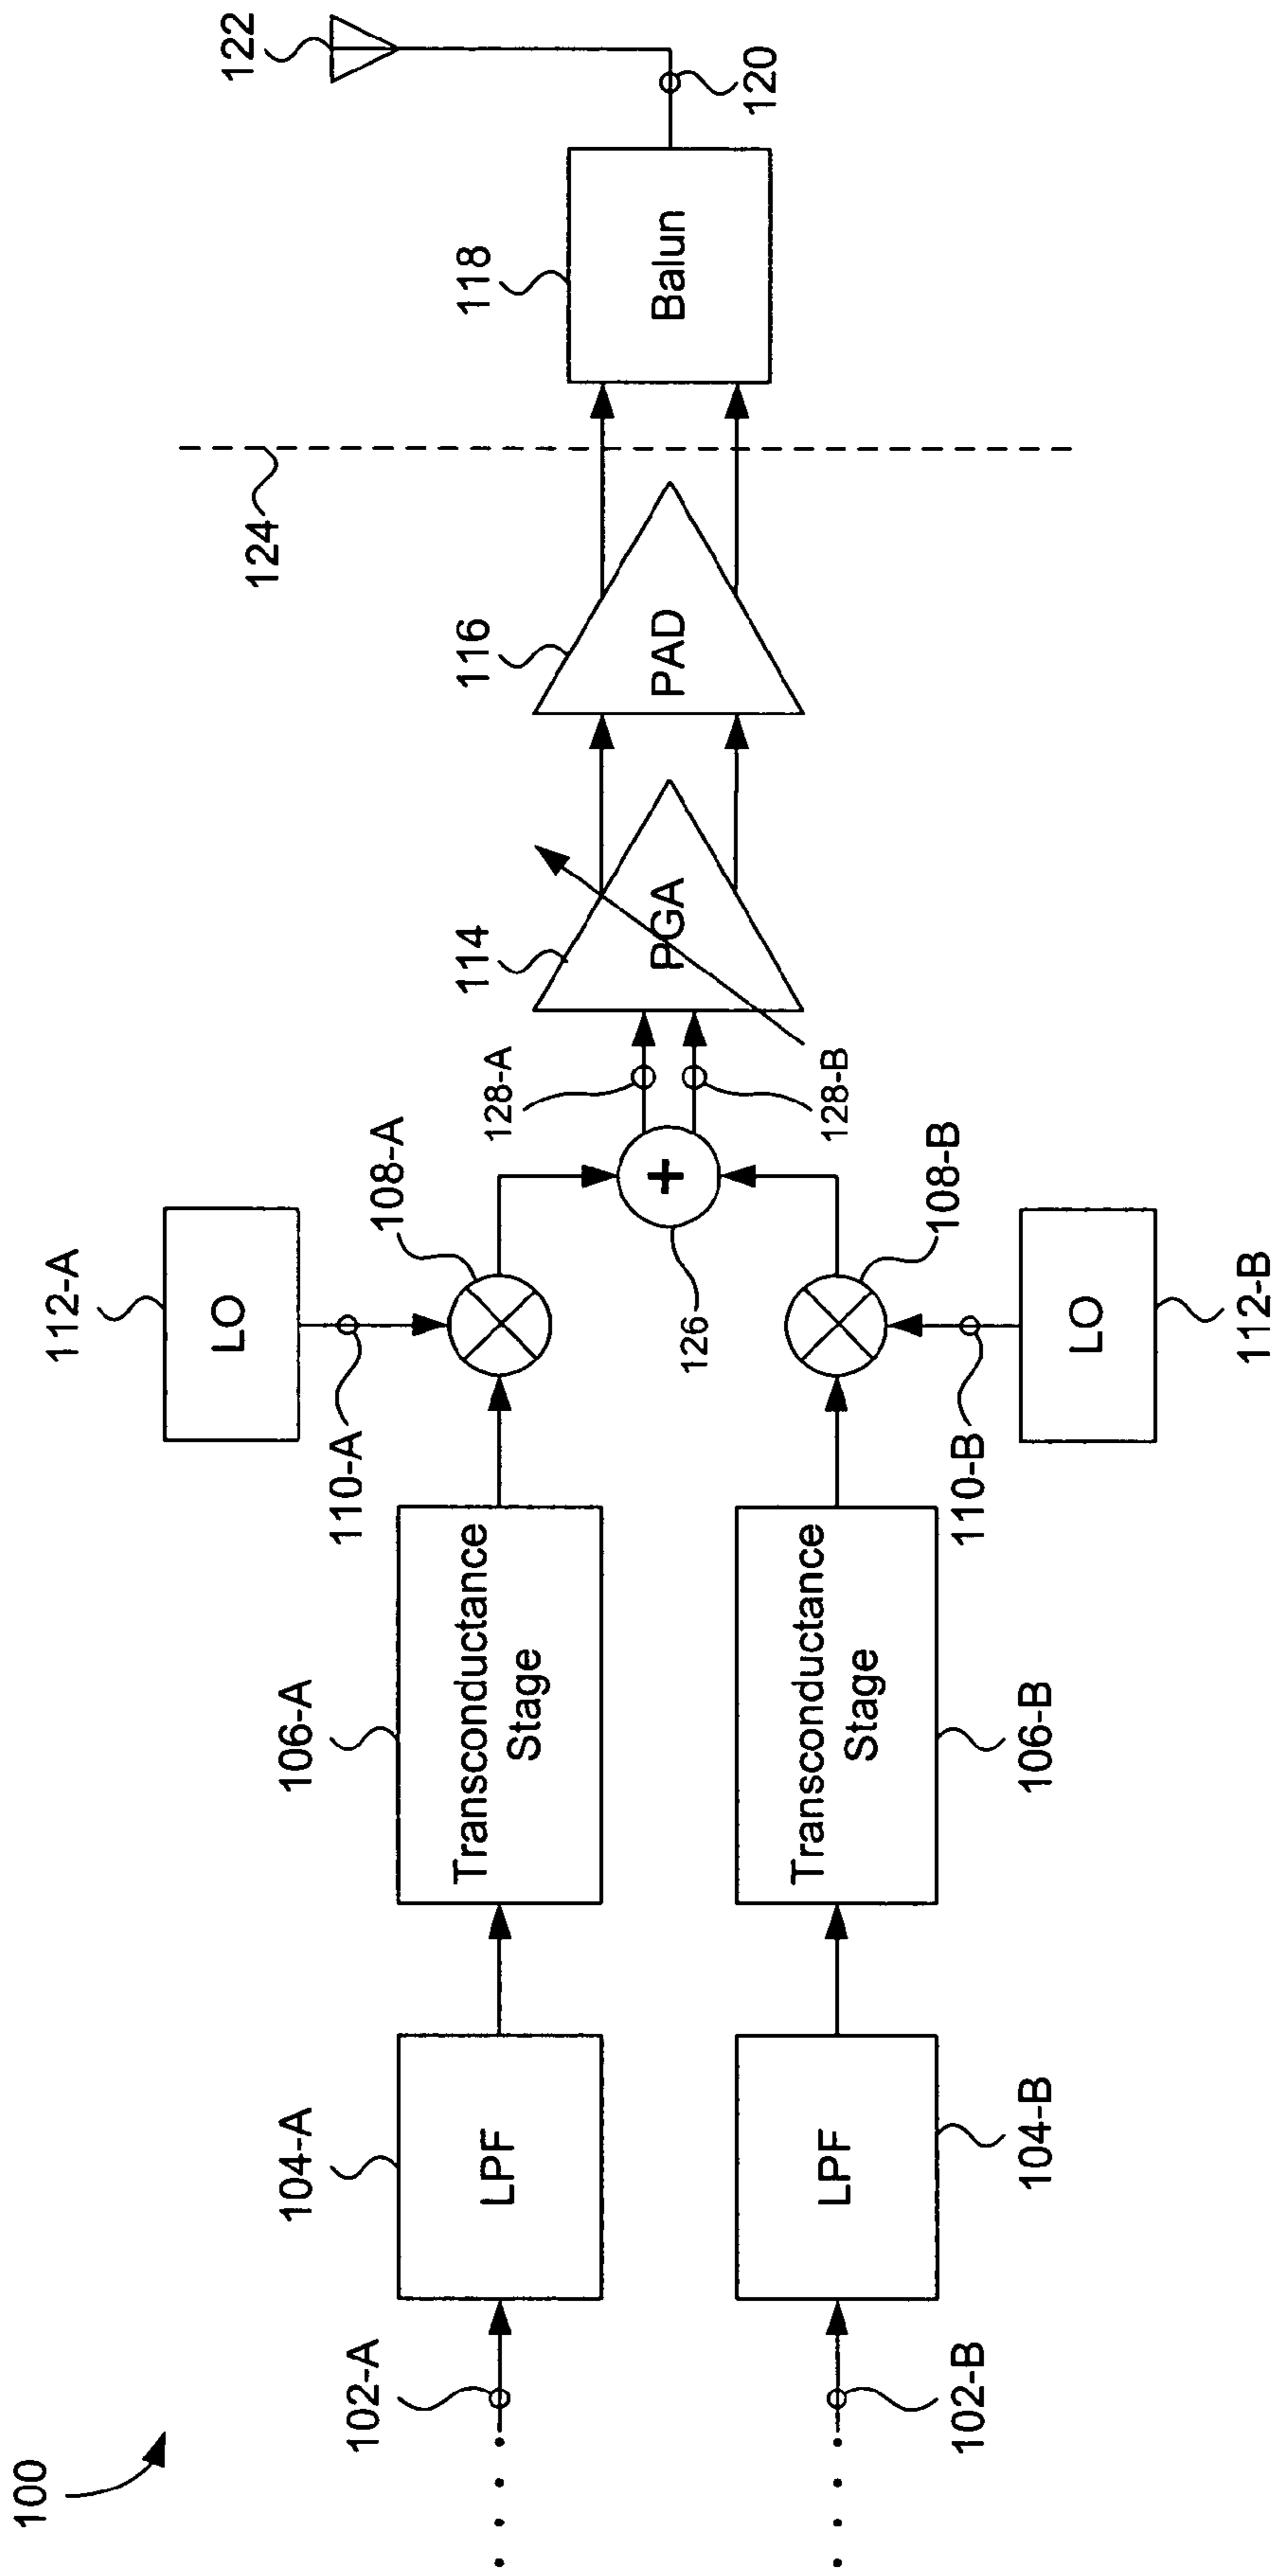 100
102-A
104-A
LPF
106-A
Transconductance
Stage
110-A
112-A
LO
108-A
102-B
LPF
104-B
Transconductance
Stage
106-B
110-B
LO
112-B
108-B
126
+
128-A
128-B
114
PGA
116
PAD
124
118
Balun
120
122